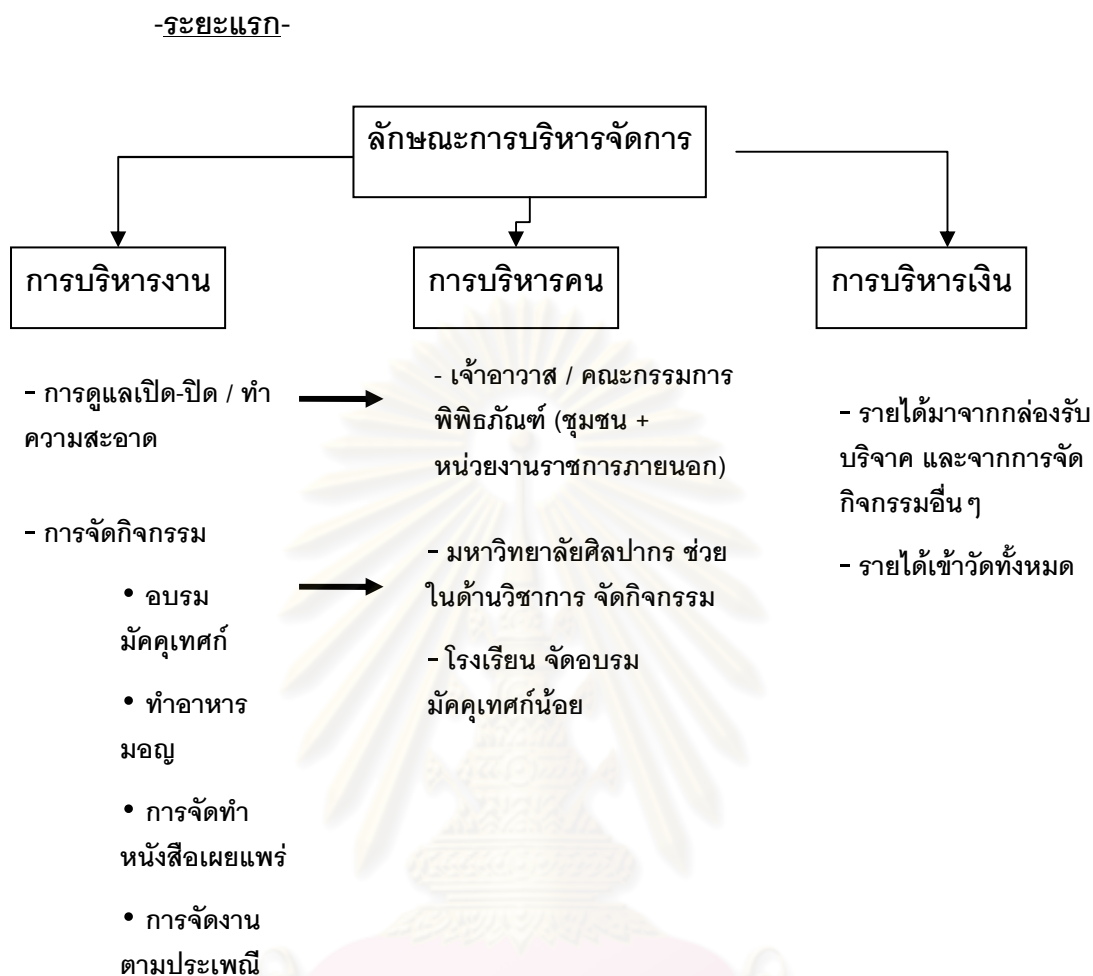 -ระยะแรก-
ลักษณะการบริหารจัดการ
การบริหารงาน
การบริหารคน
การบริหารเงิน
- การดูแลเปิด-ปิด / ทำ
ความสะอาด
- การจัดกิจกรรม
• อบรม
มัคคุเทศก์
• ทำอาหาร
มอญ
• การจัดทำ
หนังสือเผยแพร่
• การจัดงาน
ตามประเพณี
- เจ้าอาวาส / คณะกรรมการ
พิพิธภัณฑ์ (ชุมชน +
หน่วยงานราชการภายนอก)
- มหาวิทยาลัยศิลปากร ช่วย
ในด้านวิชาการ จัดกิจกรรม
- โรงเรียน จัดอบรม
มัคคุเทศก์น้อย
- รายได้มาจากกล่องรับ
บริจาค และจากการจัด
กิจกรรมอื่นๆ
- รายได้เข้าวัดทั้งหมด